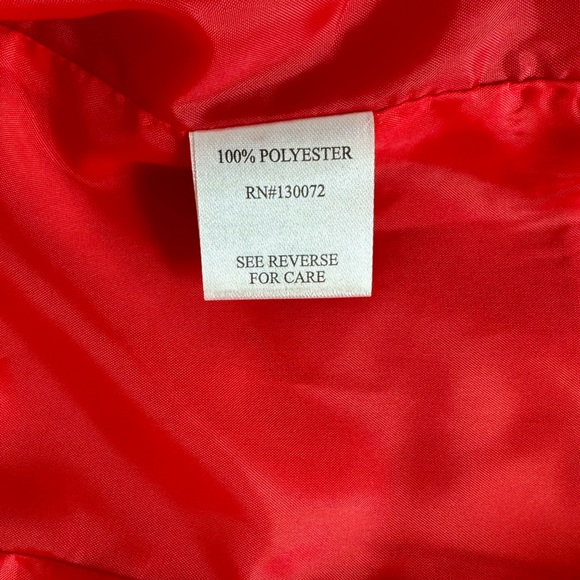 100% POLYESTER
RN#130072
SEE REVERSE
FOR CARE